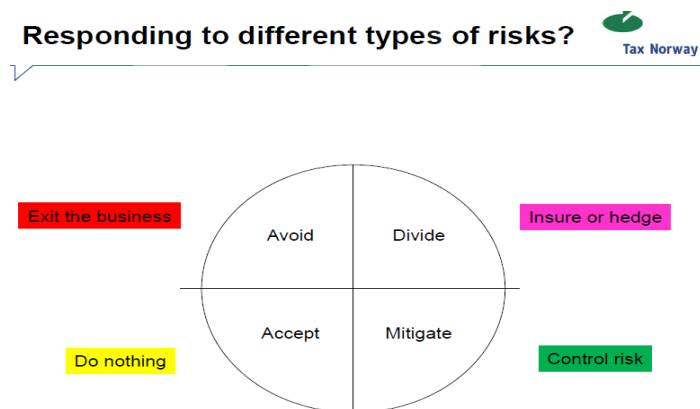 Responding to different types of risks?
Tax Norway
Exit the business
Insure or hedge
Avoid
Divide
Accept
Mitigate
Do nothing
Control risk